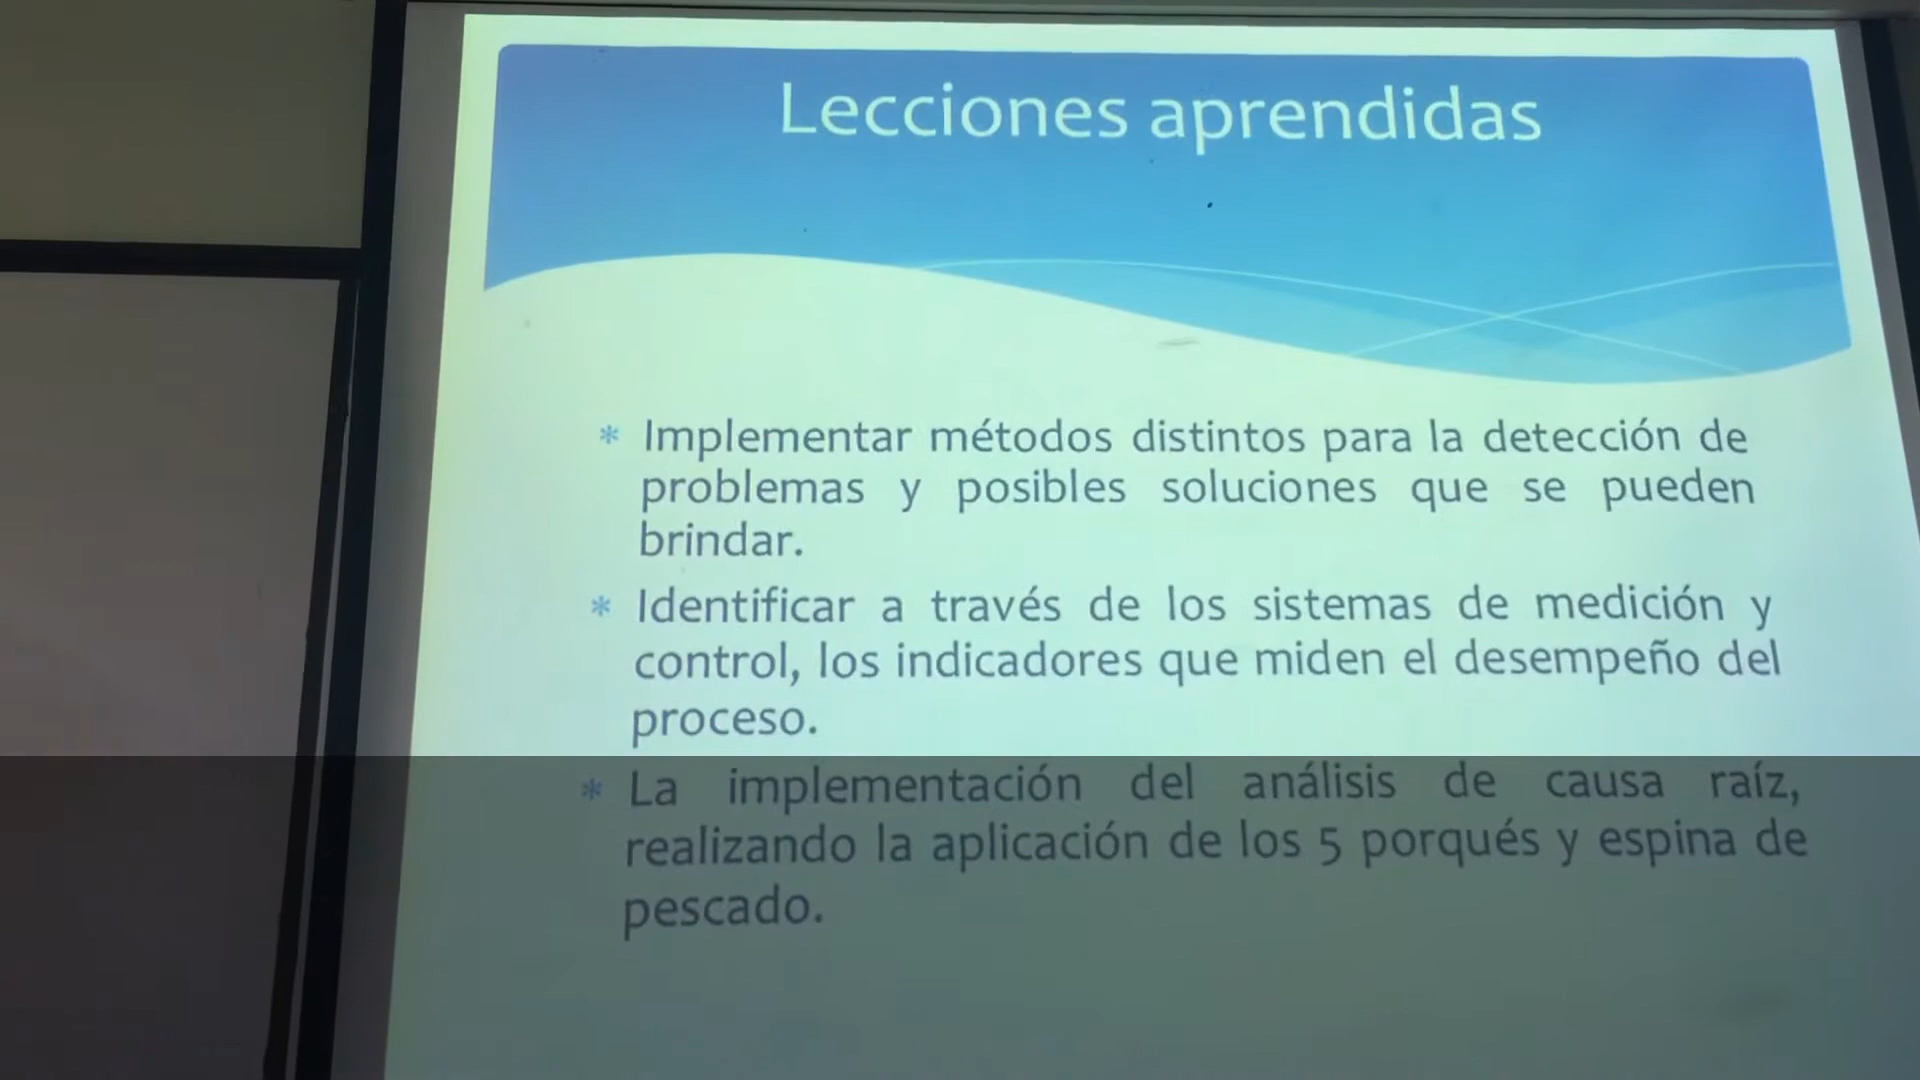 Lecciones aprendidas
* Implementar métodos distintos para la detección de
problemas y posibles soluciones que se pueden
brindar.
* Identificar a través de los sistemas de medición y
control, los indicadores que miden el desempeño del
proceso.
* La implementación del análisis de causa raíz,
realizando la aplicación de los 5 porqués y espina de
pescado.